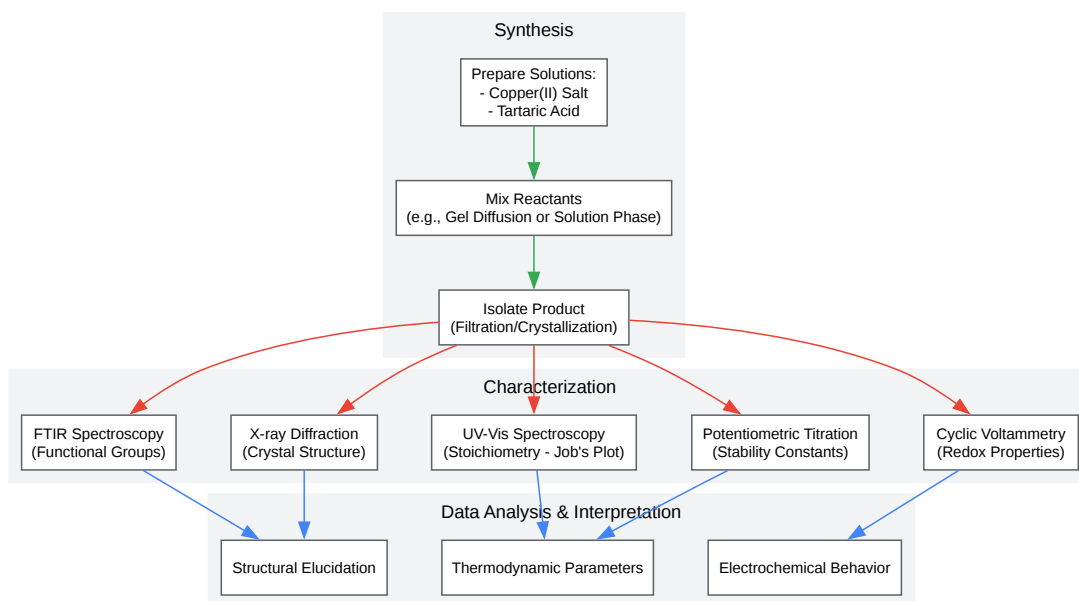 Synthesis
Prepare Solutions:
- Copper(II) Salt
- Tartaric Acid
Mix Reactants
(e.g., Gel Diffusion or Solution Phase)
Isolate Product
(Filtration/Crystallization)
Characterization
FTIR Spectroscopy
(Functional Groups)
X-ray Diffraction
(Crystal Structure)
UV-Vis Spectroscopy
(Stoichiometry - Job's Plot)
Potentiometric Titration
(Stability Constants)
Cyclic Voltammetry
(Redox Properties)
Data Analysis & Interpretation
Structural Elucidation
Thermodynamic Parameters
Electrochemical Behavior